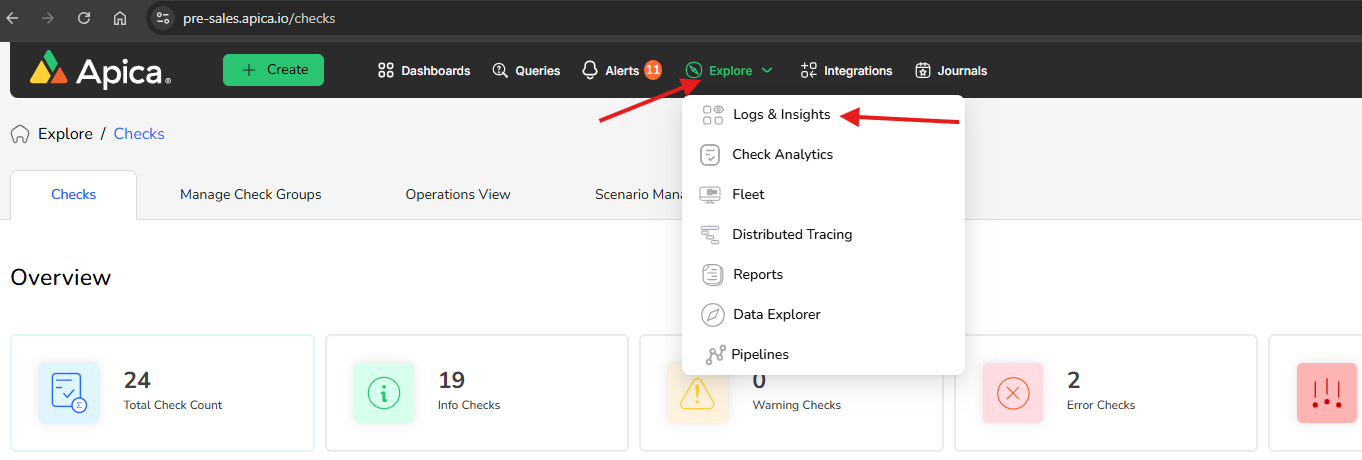 pre-sales.apica.io/checks
Apica®
+ Create
Dashboards
Queries
Alerts 11
Explore
Integrations
Journals
Logs & Insights
Check Analytics
Fleet
Distributed Tracing
Reports
Data Explorer
Pipelines
Explore / Checks
Checks
Manage Check Groups
Operations View
Scenario Mana
Overview
24
Total Check Count
19
Info Checks
0
Warning Checks
2
Error Checks